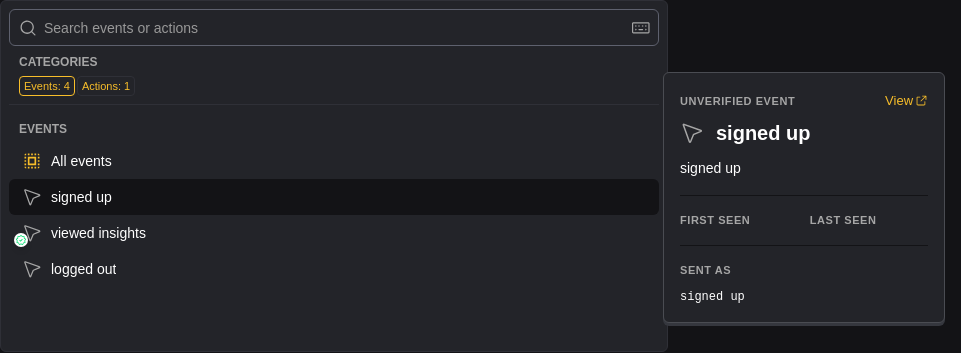 Search events or actions
CATEGORIES
Events: 4 Actions: 1
EVENTS
All events
signed up
viewed insights
logged out
UNVERIFIED EVENT View
signed up
signed up
FIRST SEEN LAST SEEN
SENT AS
signed up